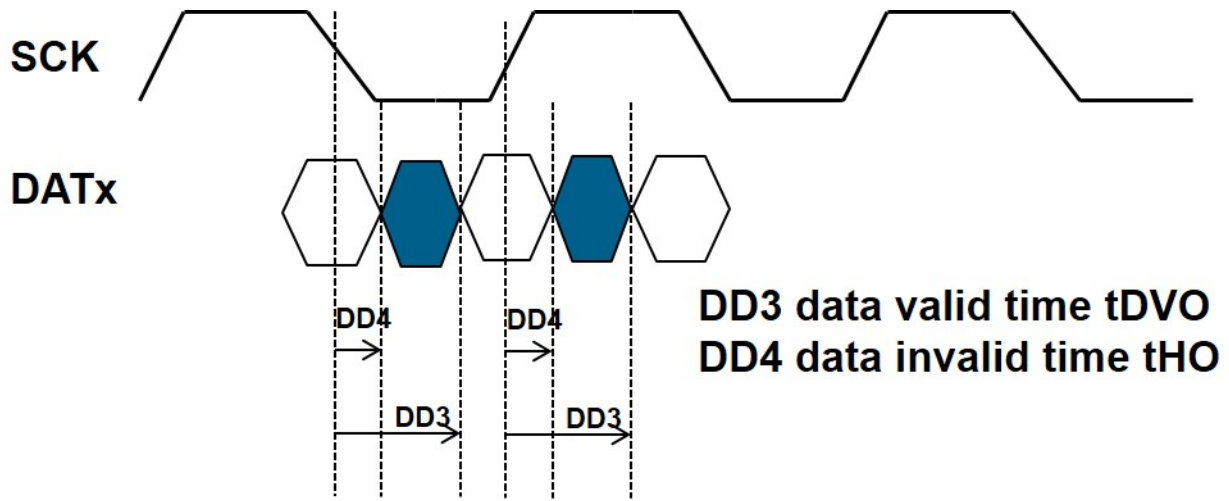 SCK
DATx
DD3 data valid time tDVO
DD4 DD4
DD4 data invalid time tHO
DD3 DD3